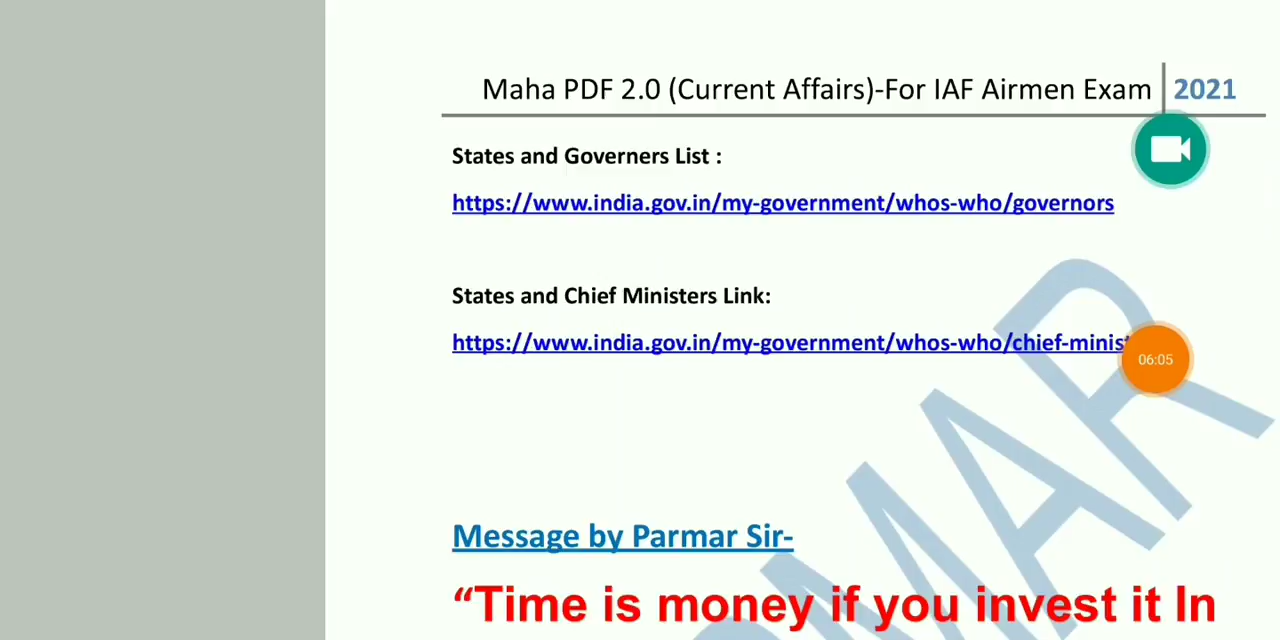 Maha PDF 2.0 (Current Affairs)-For IAF Airmen Exam 2021
States and Governers List :
https://www.india.gov.in/my-government/whos-who/governors
States and Chief Ministers Link:
https://www.india.gov.in/my-government/whos-who/chief-minis
06:05
Message by Parmar Sir-
“Time is money if you invest it In